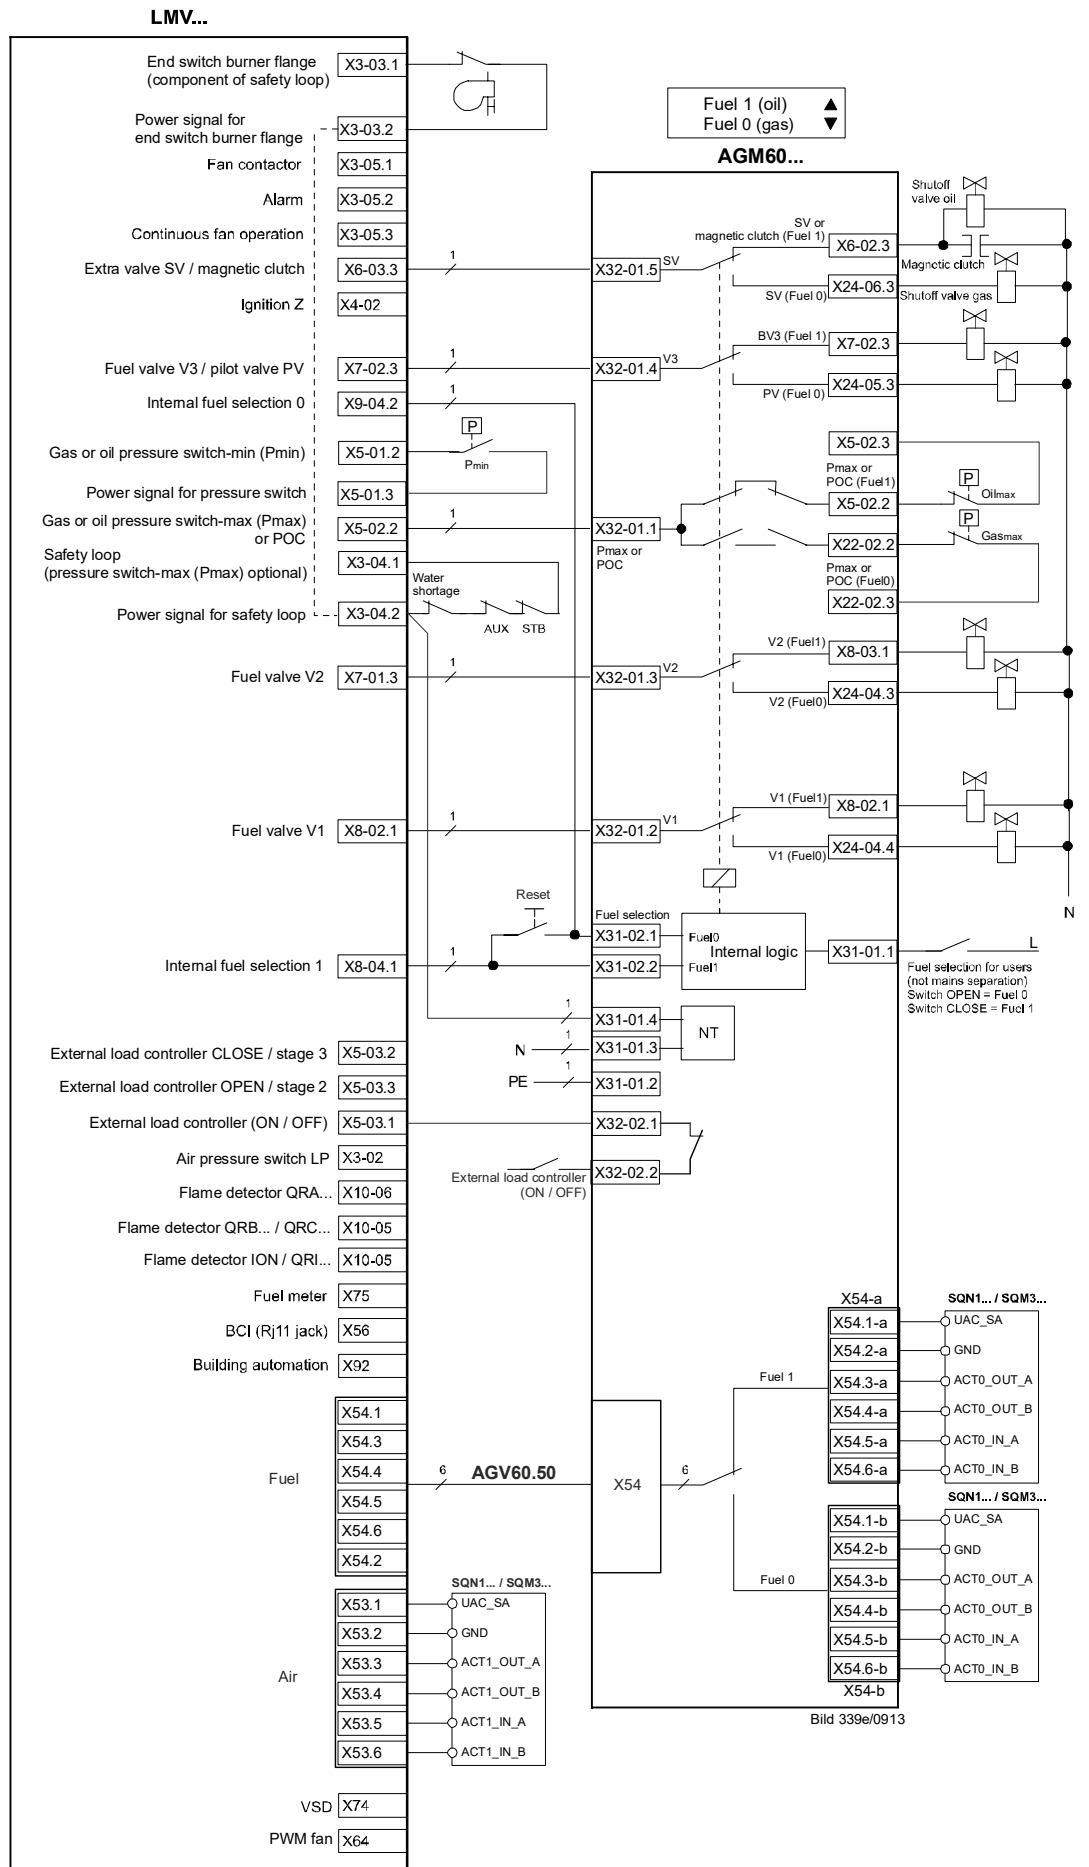 LMV...
End switch burner flange
(component of safety loop)
X3-03.1
H
Power signal for
end switch burner flange
X3-03.2
Fan contactor
X3-05.1
Alarm
X3-05.2
Continuous fan operation
X3-05.3
Extra valve SV / magnetic clutch
X6-03.3
1
Ignition Z
X4-02
Fuel valve V3 / pilot valve PV
X7-02.3
1
Internal fuel selection 0
X9-04.2
Gas or oil pressure switch-min (Pmin)
X5-01.2
P
Pmin
Power signal for pressure switch
X5-01.3
Gas or oil pressure switch-max (Pmax)
or POC
X5-02.2
1
Safety loop
(pressure switch-max (Pmax) optional)
X3-04.1
Water
shortage
AUX
STB
Power signal for safety loop
X3-04.2
Fuel valve V2
X7-01.3
1
Fuel valve V1
X8-02.1
1
Reset
Internal fuel selection 1
X8-04.1
1
1
N
1
PE
1
External load controller CLOSE / stage 3
X5-03.2
External load controller OPEN / stage 2
X5-03.3
External load controller (ON / OFF)
X5-03.1
Air pressure switch LP
X3-02
External load controller
(ON / OFF)
Flame detector QRA...
X10-06
Flame detector QRB... / QRC...
X10-05
Flame detector ION / QRI...
X10-05
Fuel meter
X75
BCI (Rj11 jack)
X56
Building automation
X92
Fuel
X54.1
X54.3
X54.4
X54.5
X54.6
X54.2
6
AGV60.50
Air
X53.1
X53.2
X53.3
X53.4
X53.5
X53.6
SQN1... / SQM3...
UAC_SA
GND
ACT1_OUT_A
ACT1_OUT_B
ACT1_IN_A
ACT1_IN_B
VSD
X74
PWM fan
X64
Fuel 1 (oil) ▲
Fuel 0 (gas) ▼
AGM60...
X32-01.5
SV
SV or
magnetic clutch (Fuel 1)
X6-02.3
SV (Fuel 0)
X24-06.3
Shutoff
valve oil
Magnetic clutch
Shutoff valve gas
X32-01.4
V3
BV3 (Fuel 1)
X7-02.3
PV (Fuel 0)
X24-05.3
X5-02.3
Pmax or
POC (Fuel1)
X5-02.2
P
Oilmax
X32-01.1
Pmax or
POC
X22-02.2
P
Gasmax
Pmax or
POC (Fuel0)
X22-02.3
X32-01.3
V2
V2 (Fuel1)
X8-03.1
V2 (Fuel0)
X24-04.3
X32-01.2
V1
V1 (Fuel1)
X8-02.1
V1 (Fuel0)
X24-04.4
N
Fuel selection
X31-02.1
Fuel0
X31-02.2
Fuel1
Internal logic
X31-01.1
L
Fuel selection for users
(not mains separation)
Switch OPEN = Fuel 0
Switch CLOSE = Fuel 1
X31-01.4
X31-01.3
NT
X31-01.2
X32-02.1
X32-02.2
X54
6
Fuel 1
Fuel 0
X54-a
X54.1-a
X54.2-a
X54.3-a
X54.4-a
X54.5-a
X54.6-a
SQN1... / SQM3...
UAC_SA
GND
ACT0_OUT_A
ACT0_OUT_B
ACT0_IN_A
ACT0_IN_B
X54.1-b
X54.2-b
X54.3-b
X54.4-b
X54.5-b
X54.6-b
X54-b
SQN1... / SQM3...
UAC_SA
GND
ACT0_OUT_A
ACT0_OUT_B
ACT0_IN_A
ACT0_IN_B
Bild 339e/0913